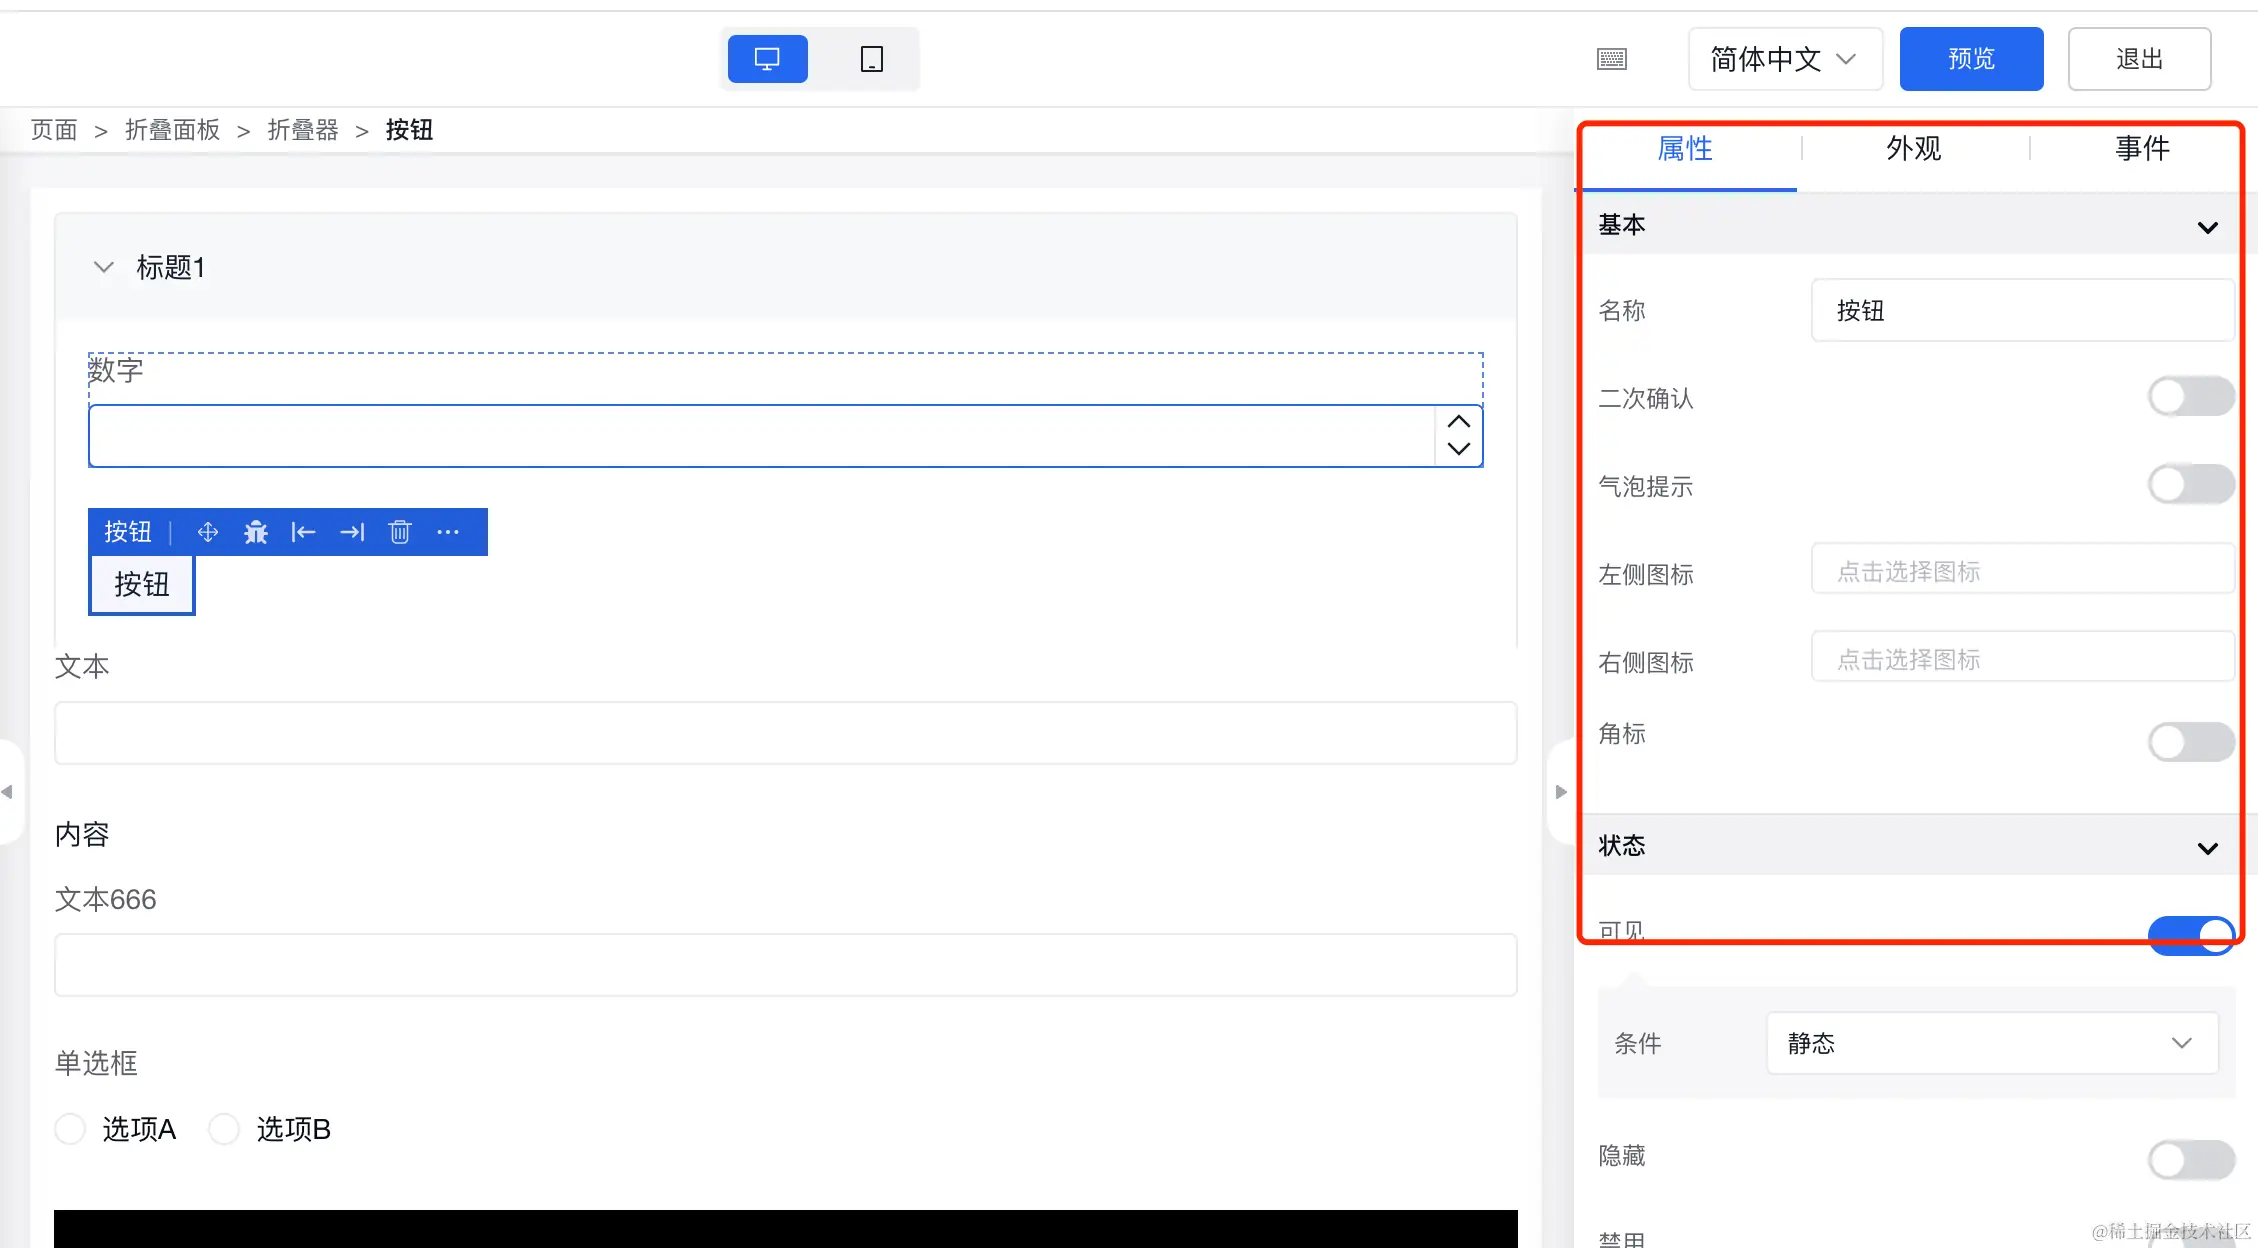 简体中文
预览
退出
页面 > 折叠面板 > 折叠器 > 按钮
标题1
数字
按钮
按钮
文本
内容
文本666
单选框
选项A 选项B
属性 外观 事件
基本
名称 按钮
二次确认
气泡提示
左侧图标 点击选择图标
右侧图标 点击选择图标
角标
状态
可见
条件 静态
隐藏
禁用
@稀土掘金技术社区